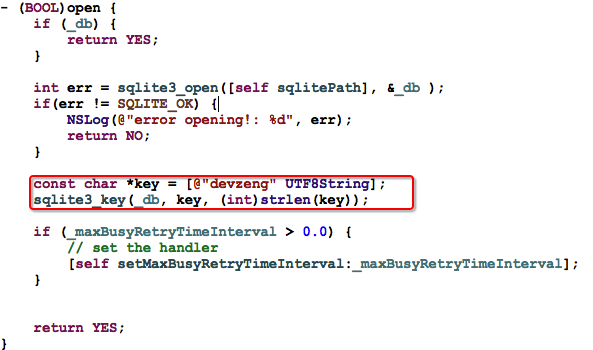 - (BOOL)open {
    if (_db) {
        return YES;
    }

    int err = sqlite3_open([self sqlitePath], &_db );
    if(err != SQLITE_OK) {
        NSLog(@"error opening!: %d", err);
        return NO;
    }

    const char *key = [@"devzeng" UTF8String];
    sqlite3_key(_db, key, (int)strlen(key));

    if (_maxBusyRetryTimeInterval > 0.0) {
        // set the handler
        [self setMaxBusyRetryTimeInterval:_maxBusyRetryTimeInterval];
    }


    return YES;
}